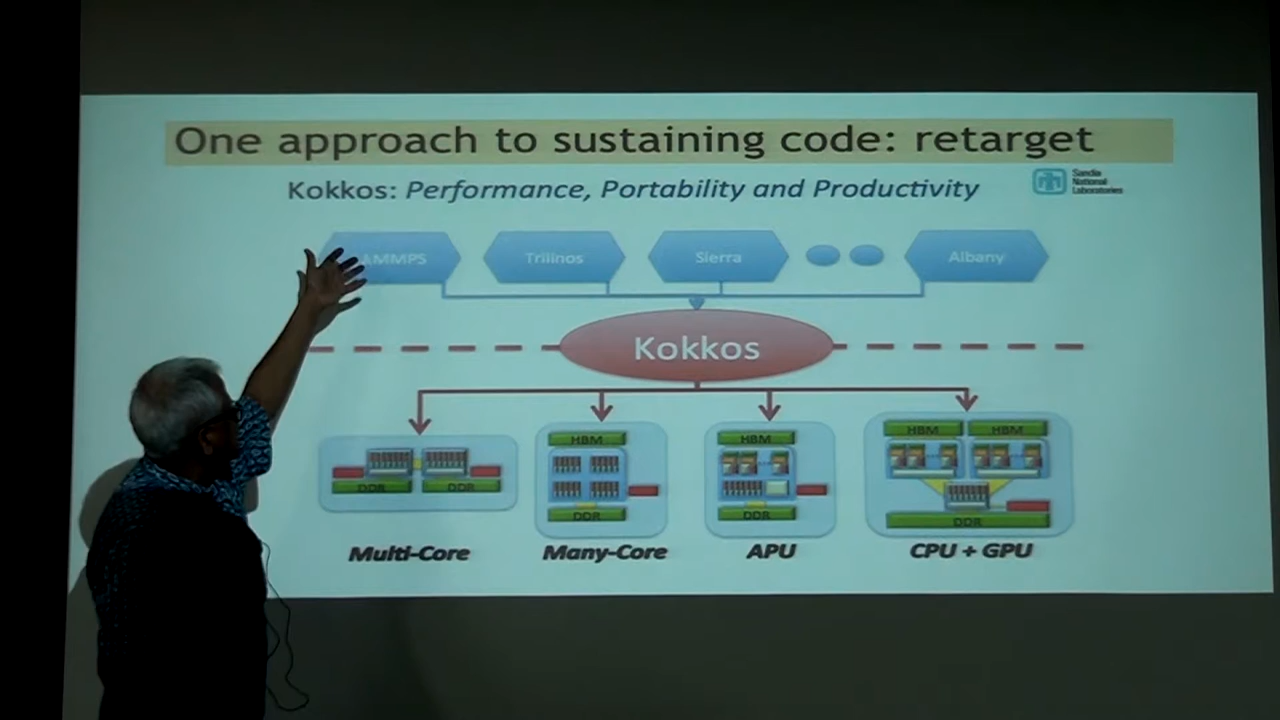 One approach to sustaining code: retarget
Kokkos: Performance, Portability and Productivity
Sandia
National
Laboratories
AMMPS
Trilinos
Sierra
Albany
Kokkos
HBM
HBM
HBM
HBM
DDR
DDR
DDR
DDR
DDR
Multi-Core
Many-Core
APU
CPU + GPU